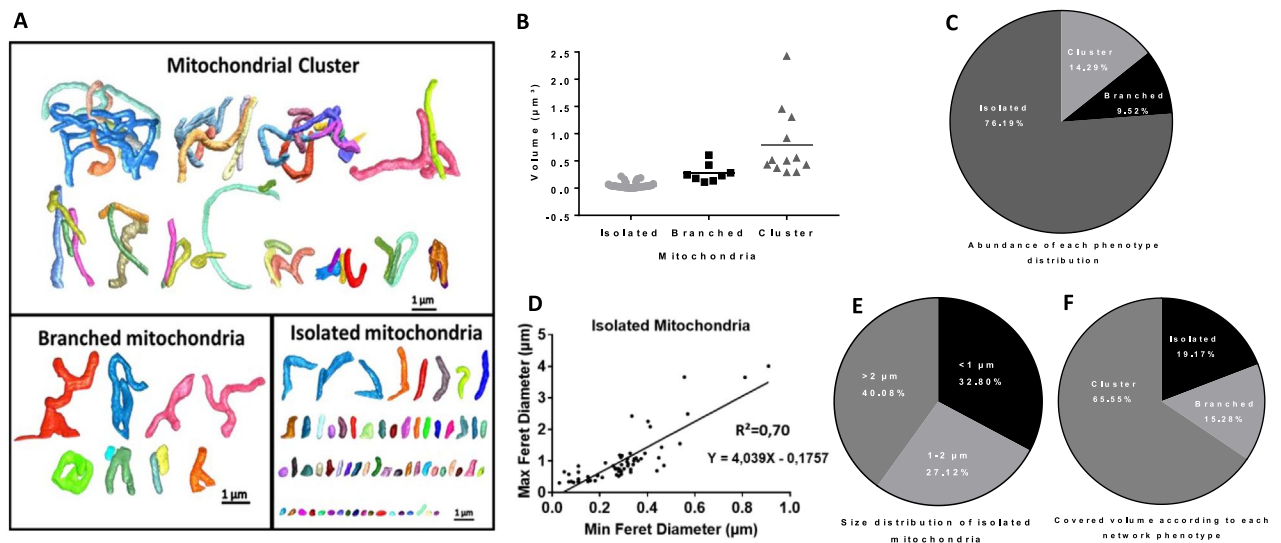 A
Mitochondrial Cluster
1 µm
Branched mitochondria
1 µm
Isolated mitochondria
1 µm
B
Volume (µm³)
2.5
2.0
1.5
1.0
0.5
0.0
-0.5
Isolated Branched Cluster
Mitochondria
C
Cluster
14.29%
Branched
9.52%
Isolated
76.19%
Abundance of each phenotype
distribution
D
Isolated Mitochondria
Max Feret Diameter (µm)
5
4
3
2
1
0
R²=0,70
Y = 4,039X - 0,1757
0.0 0.2 0.4 0.6 0.8 1.0
Min Feret Diameter (µm)
E
<1 µm
32.80%
>2 µm
40.08%
1-2 µm
27.12%
Size distribution of isolated
mitochondria
F
Isolated
19.17%
Cluster
65.55%
Branched
15.28%
Covered volume according to each
network phenotype